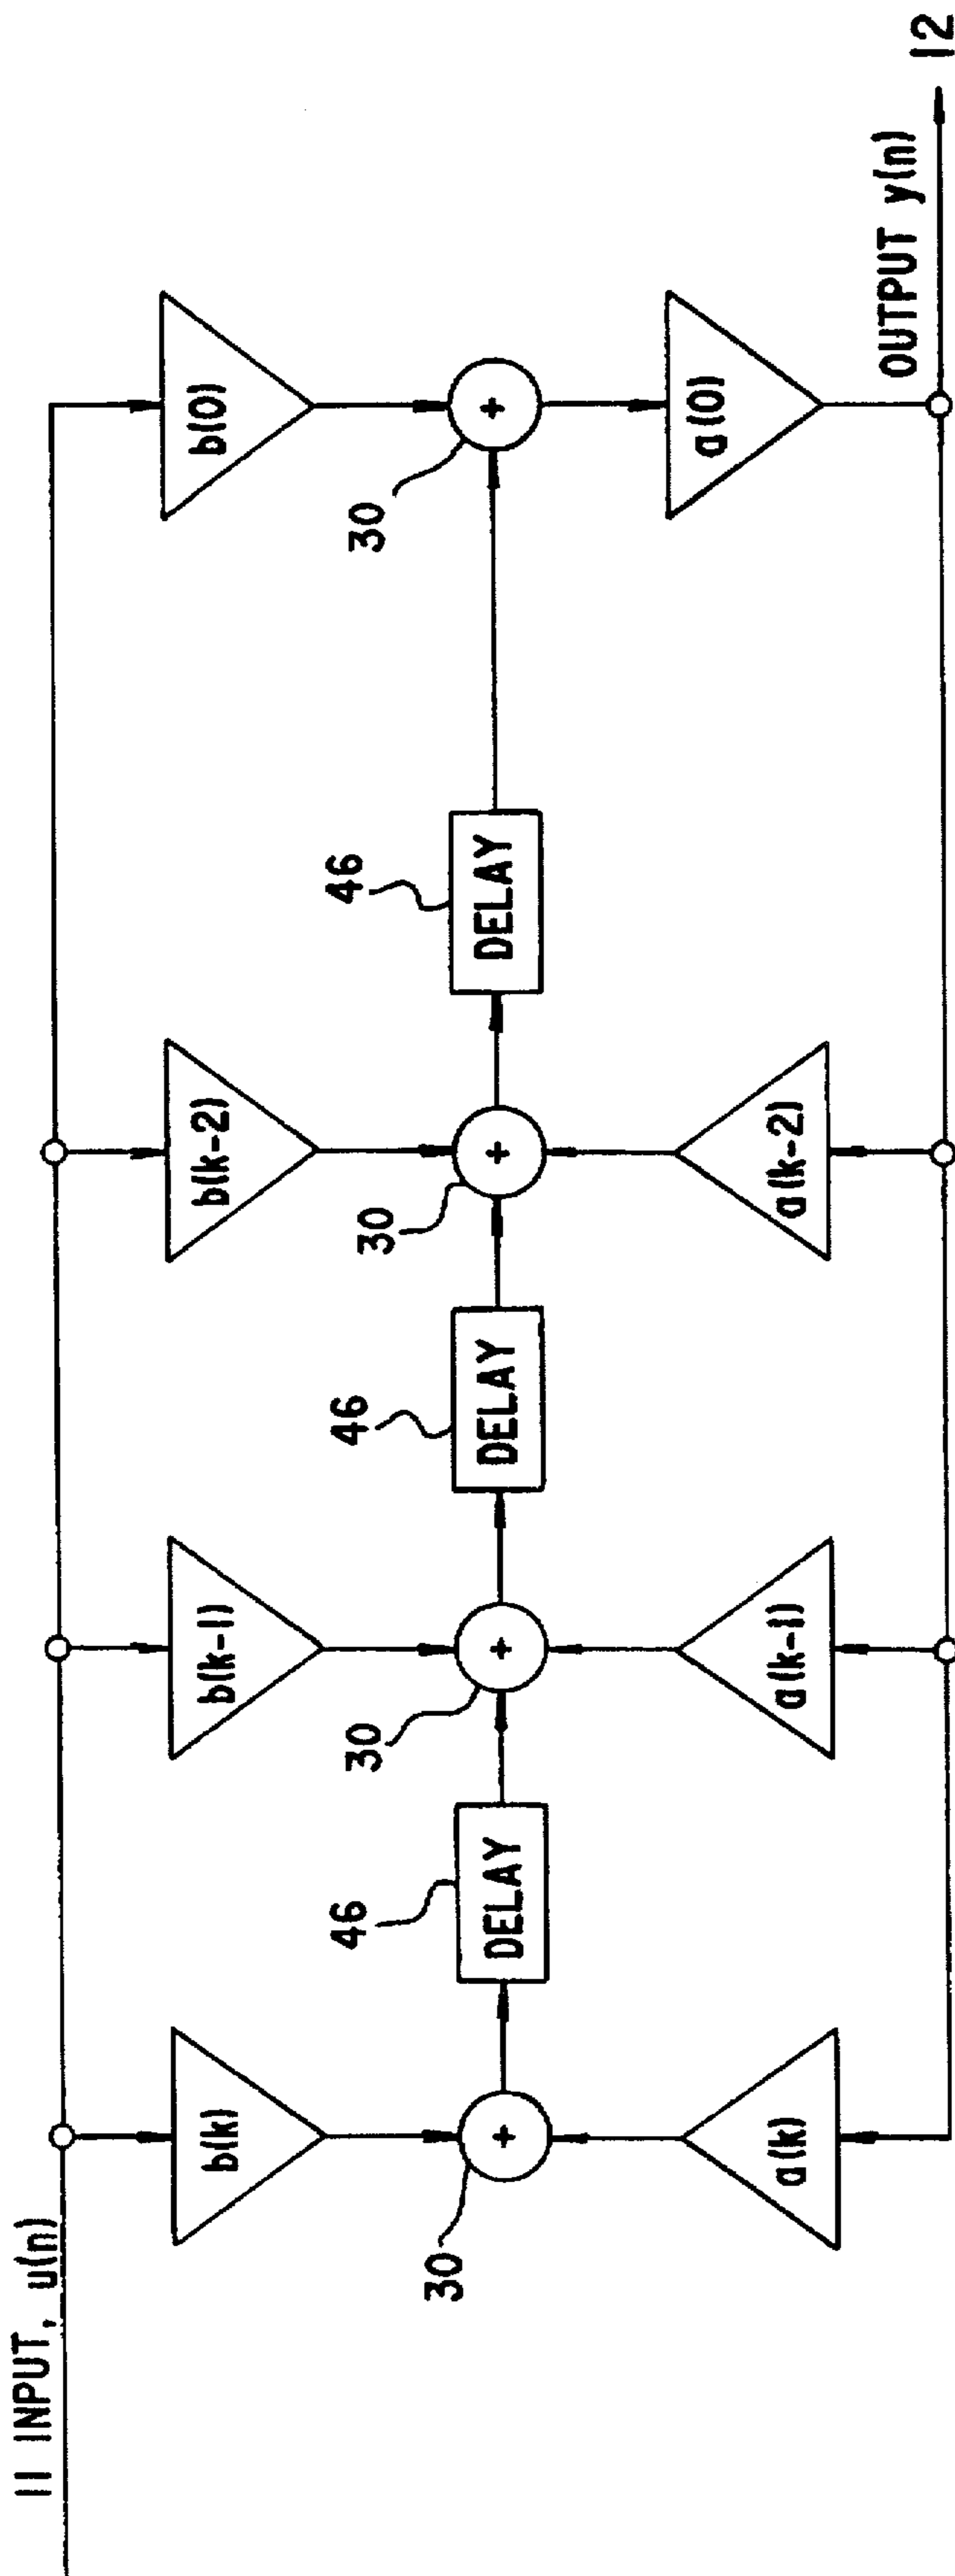 11 INPUT, u(n)
b(k)
b(k-1)
b(k-2)
b(0)
30
+
46
DELAY
30
+
46
DELAY
30
+
46
DELAY
30
+
a(k)
a(k-1)
a(k-2)
a(0)
OUTPUT y(n)
12